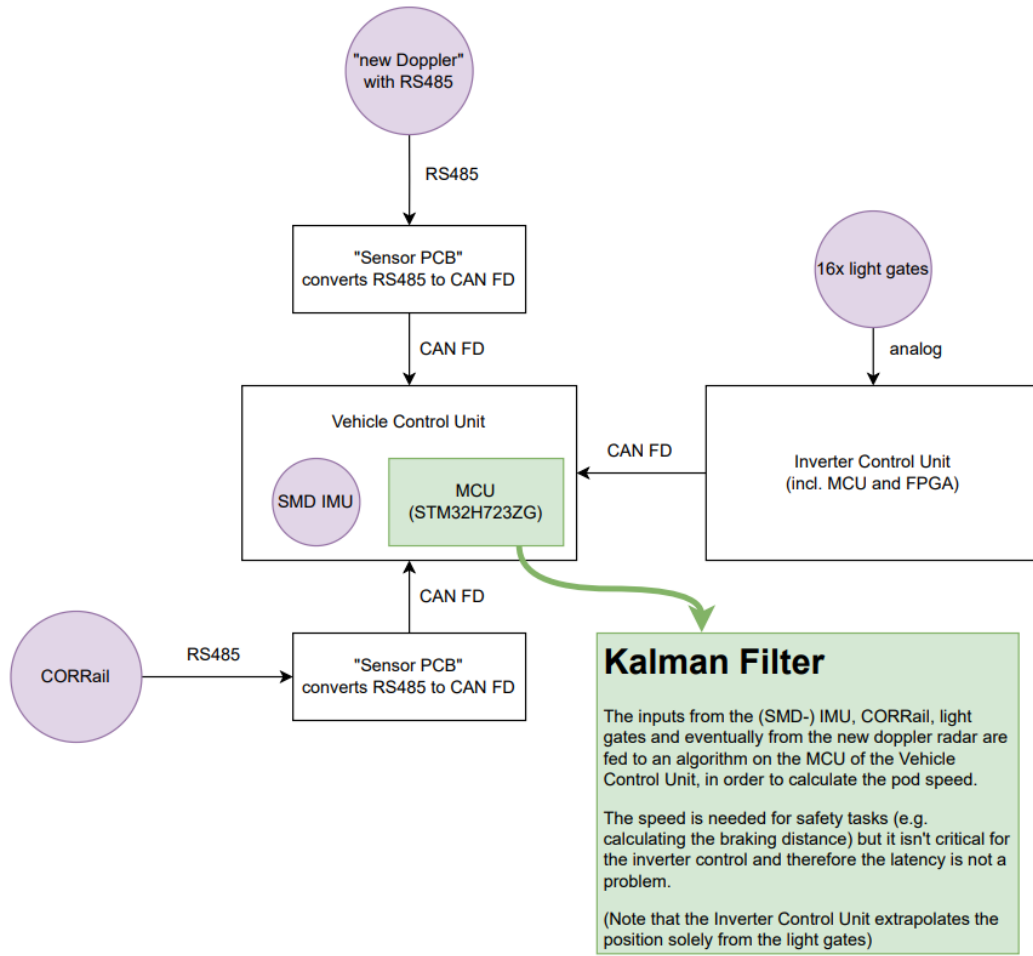 "new Doppler"
with RS485
RS485
"Sensor PCB"
converts RS485 to CAN FD
16x light gates
CAN FD
analog
Vehicle Control Unit
SMD IMU
MCU
(STM32H723ZG)
CAN FD
Inverter Control Unit
(incl. MCU and FPGA)
CAN FD
CORRail
RS485
"Sensor PCB"
converts RS485 to CAN FD
Kalman Filter
The inputs from the (SMD-) IMU, CORRail, light
gates and eventually from the new doppler radar are
fed to an algorithm on the MCU of the Vehicle
Control Unit, in order to calculate the pod speed.
The speed is needed for safety tasks (e.g.
calculating the braking distance) but it isn't critical for
the inverter control and therefore the latency is not a
problem.
(Note that the Inverter Control Unit extrapolates the
position solely from the light gates)